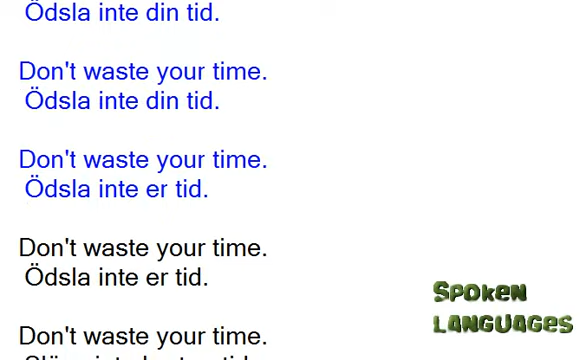 Ödsla inte din tid.
Don't waste your time.
Ödsla inte din tid.
Don't waste your time.
Ödsla inte er tid.
Don't waste your time.
Ödsla inte er tid.
Don't waste your time.
SPOKEN
LANGUAGES